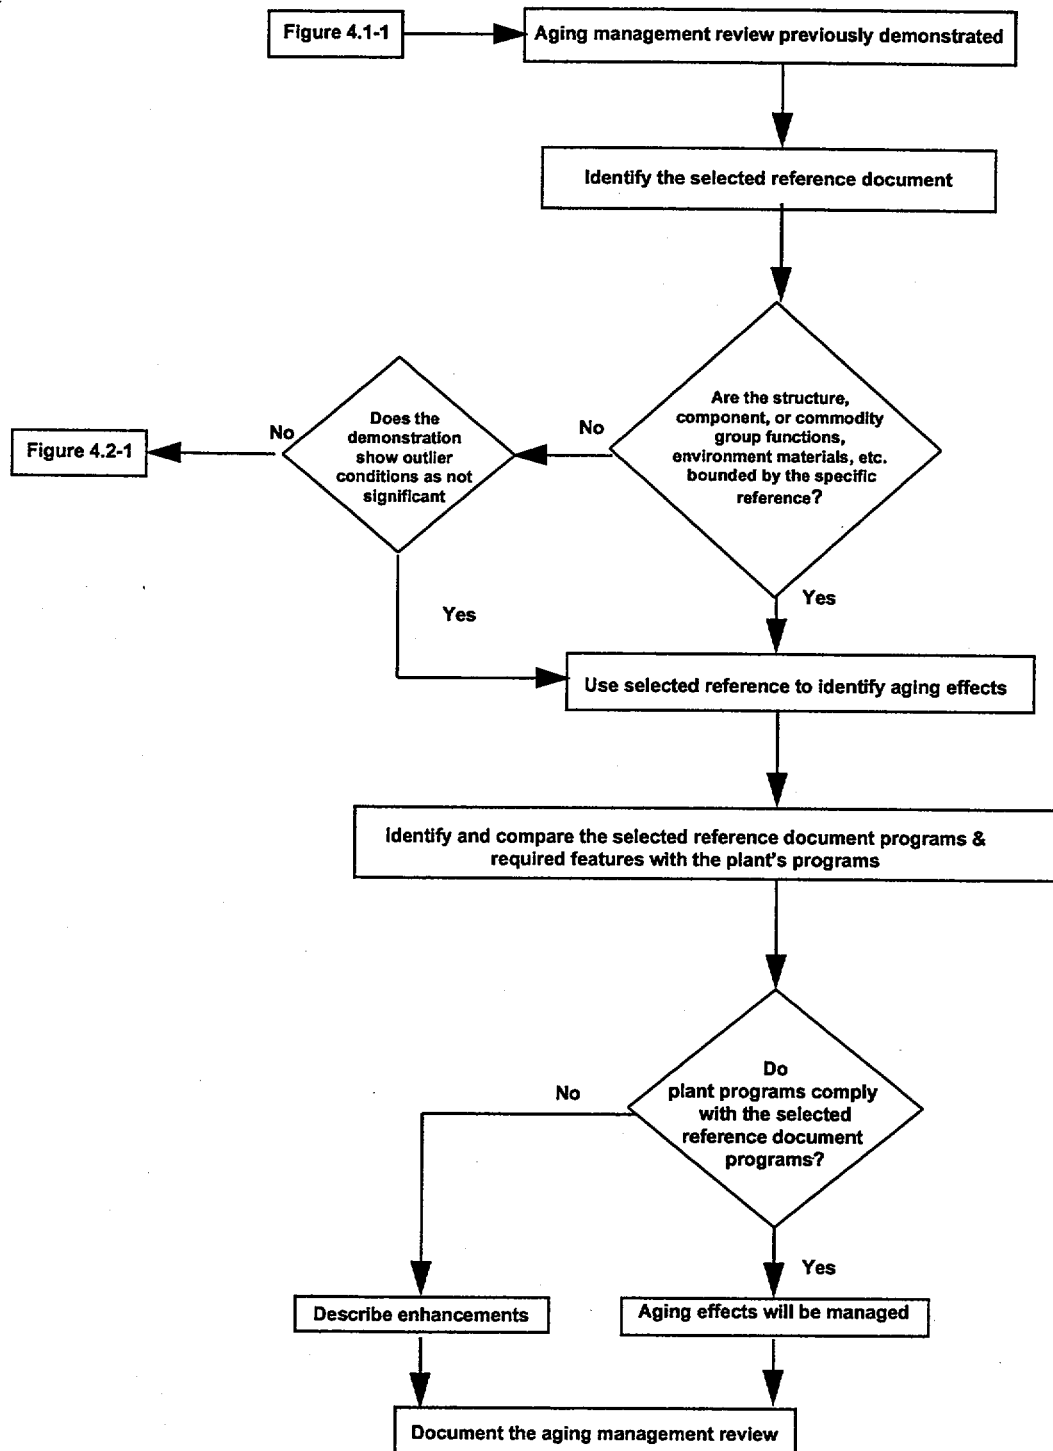 Figure 4.1-1
Aging management review previously demonstrated
Identify the selected reference document
Are the structure,
component, or commodity
group functions,
environment materials, etc.
bounded by the specific
reference?
No
Does the
demonstration
show outlier
conditions as not
significant
No
Figure 4.2-1
Yes
Yes
Use selected reference to identify aging effects
Identify and compare the selected reference document programs &
required features with the plant's programs
Do
plant programs comply
with the selected
reference document
programs?
No
Yes
Describe enhancements
Aging effects will be managed
Document the aging management review